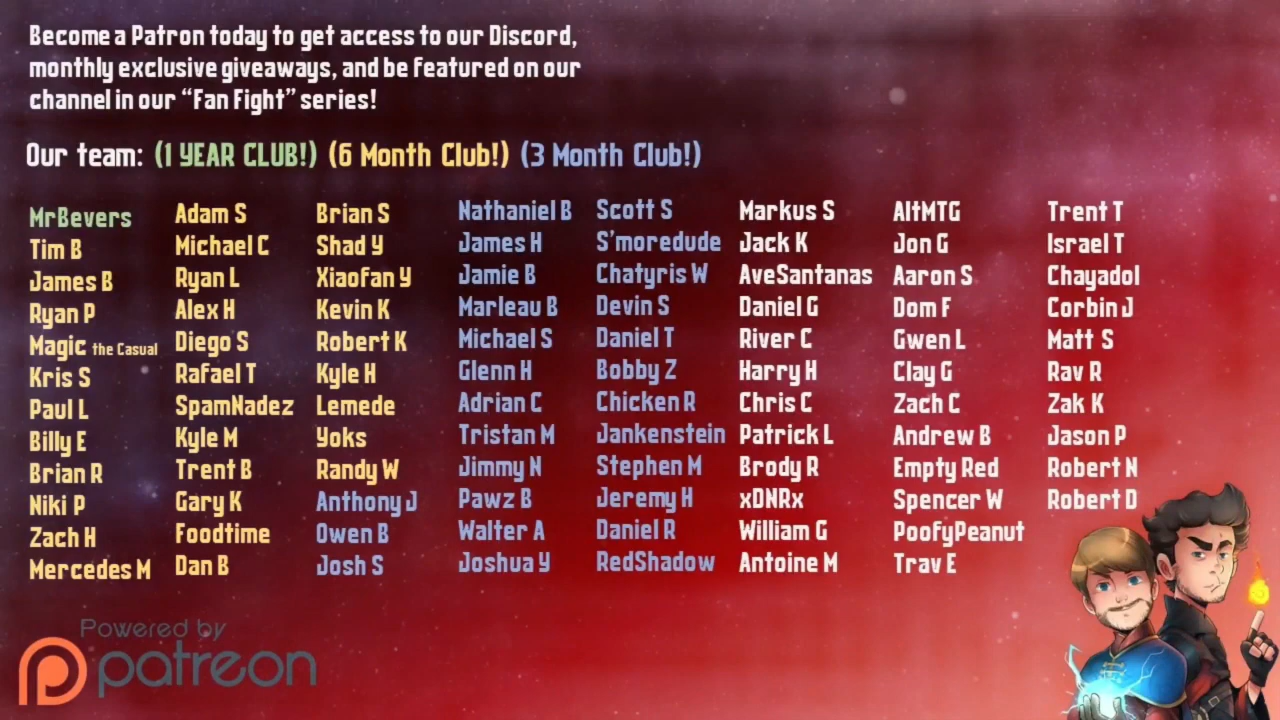 Become a Patron today to get access to our Discord,
monthly exclusive giveaways, and be featured on our
channel in our “Fan Fight” series!
Our team: (1 YEAR CLUB!) (6 Month Club!) (3 Month Club!)
MrBevers
Tim B
James B
Ryan P
Magic the Casual
Kris S
Paul L
Billy E
Brian R
Niki P
Zach H
Mercedes M
Adam S
Michael C
Ryan L
Alex H
Diego S
Rafael T
SpamNadez
Kyle M
Trent B
Gary K
Foodtime
Dan B
Brian S
Shad Y
Xiaofan Y
Kevin K
Robert K
Kyle H
Lemede
Yoks
Randy W
Anthony J
Owen B
Josh S
Nathaniel B
James H
Jamie B
Marleau B
Michael S
Glenn H
Adrian C
Tristan M
Jimmy N
Pawz B
Walter A
Joshua Y
Scott S
S'moredude
Chatyris W
Devin S
Daniel T
Bobby Z
Chicken R
Jankenstein
Stephen M
Jeremy H
Daniel R
RedShadow
Markus S
Jack K
AveSantanas
Daniel G
River C
Harry H
Chris C
Patrick L
Brody R
xDNRx
William G
Antoine M
AltMTG
Jon G
Aaron S
Dom F
Gwen L
Clay G
Zach C
Andrew B
Empty Red
Spencer W
PoofyPeanut
Trav E
Trent T
Israel T
Chayadol
Corbin J
Matt S
Rav R
Zak K
Jason P
Robert N
Robert D
Powered by
patreon